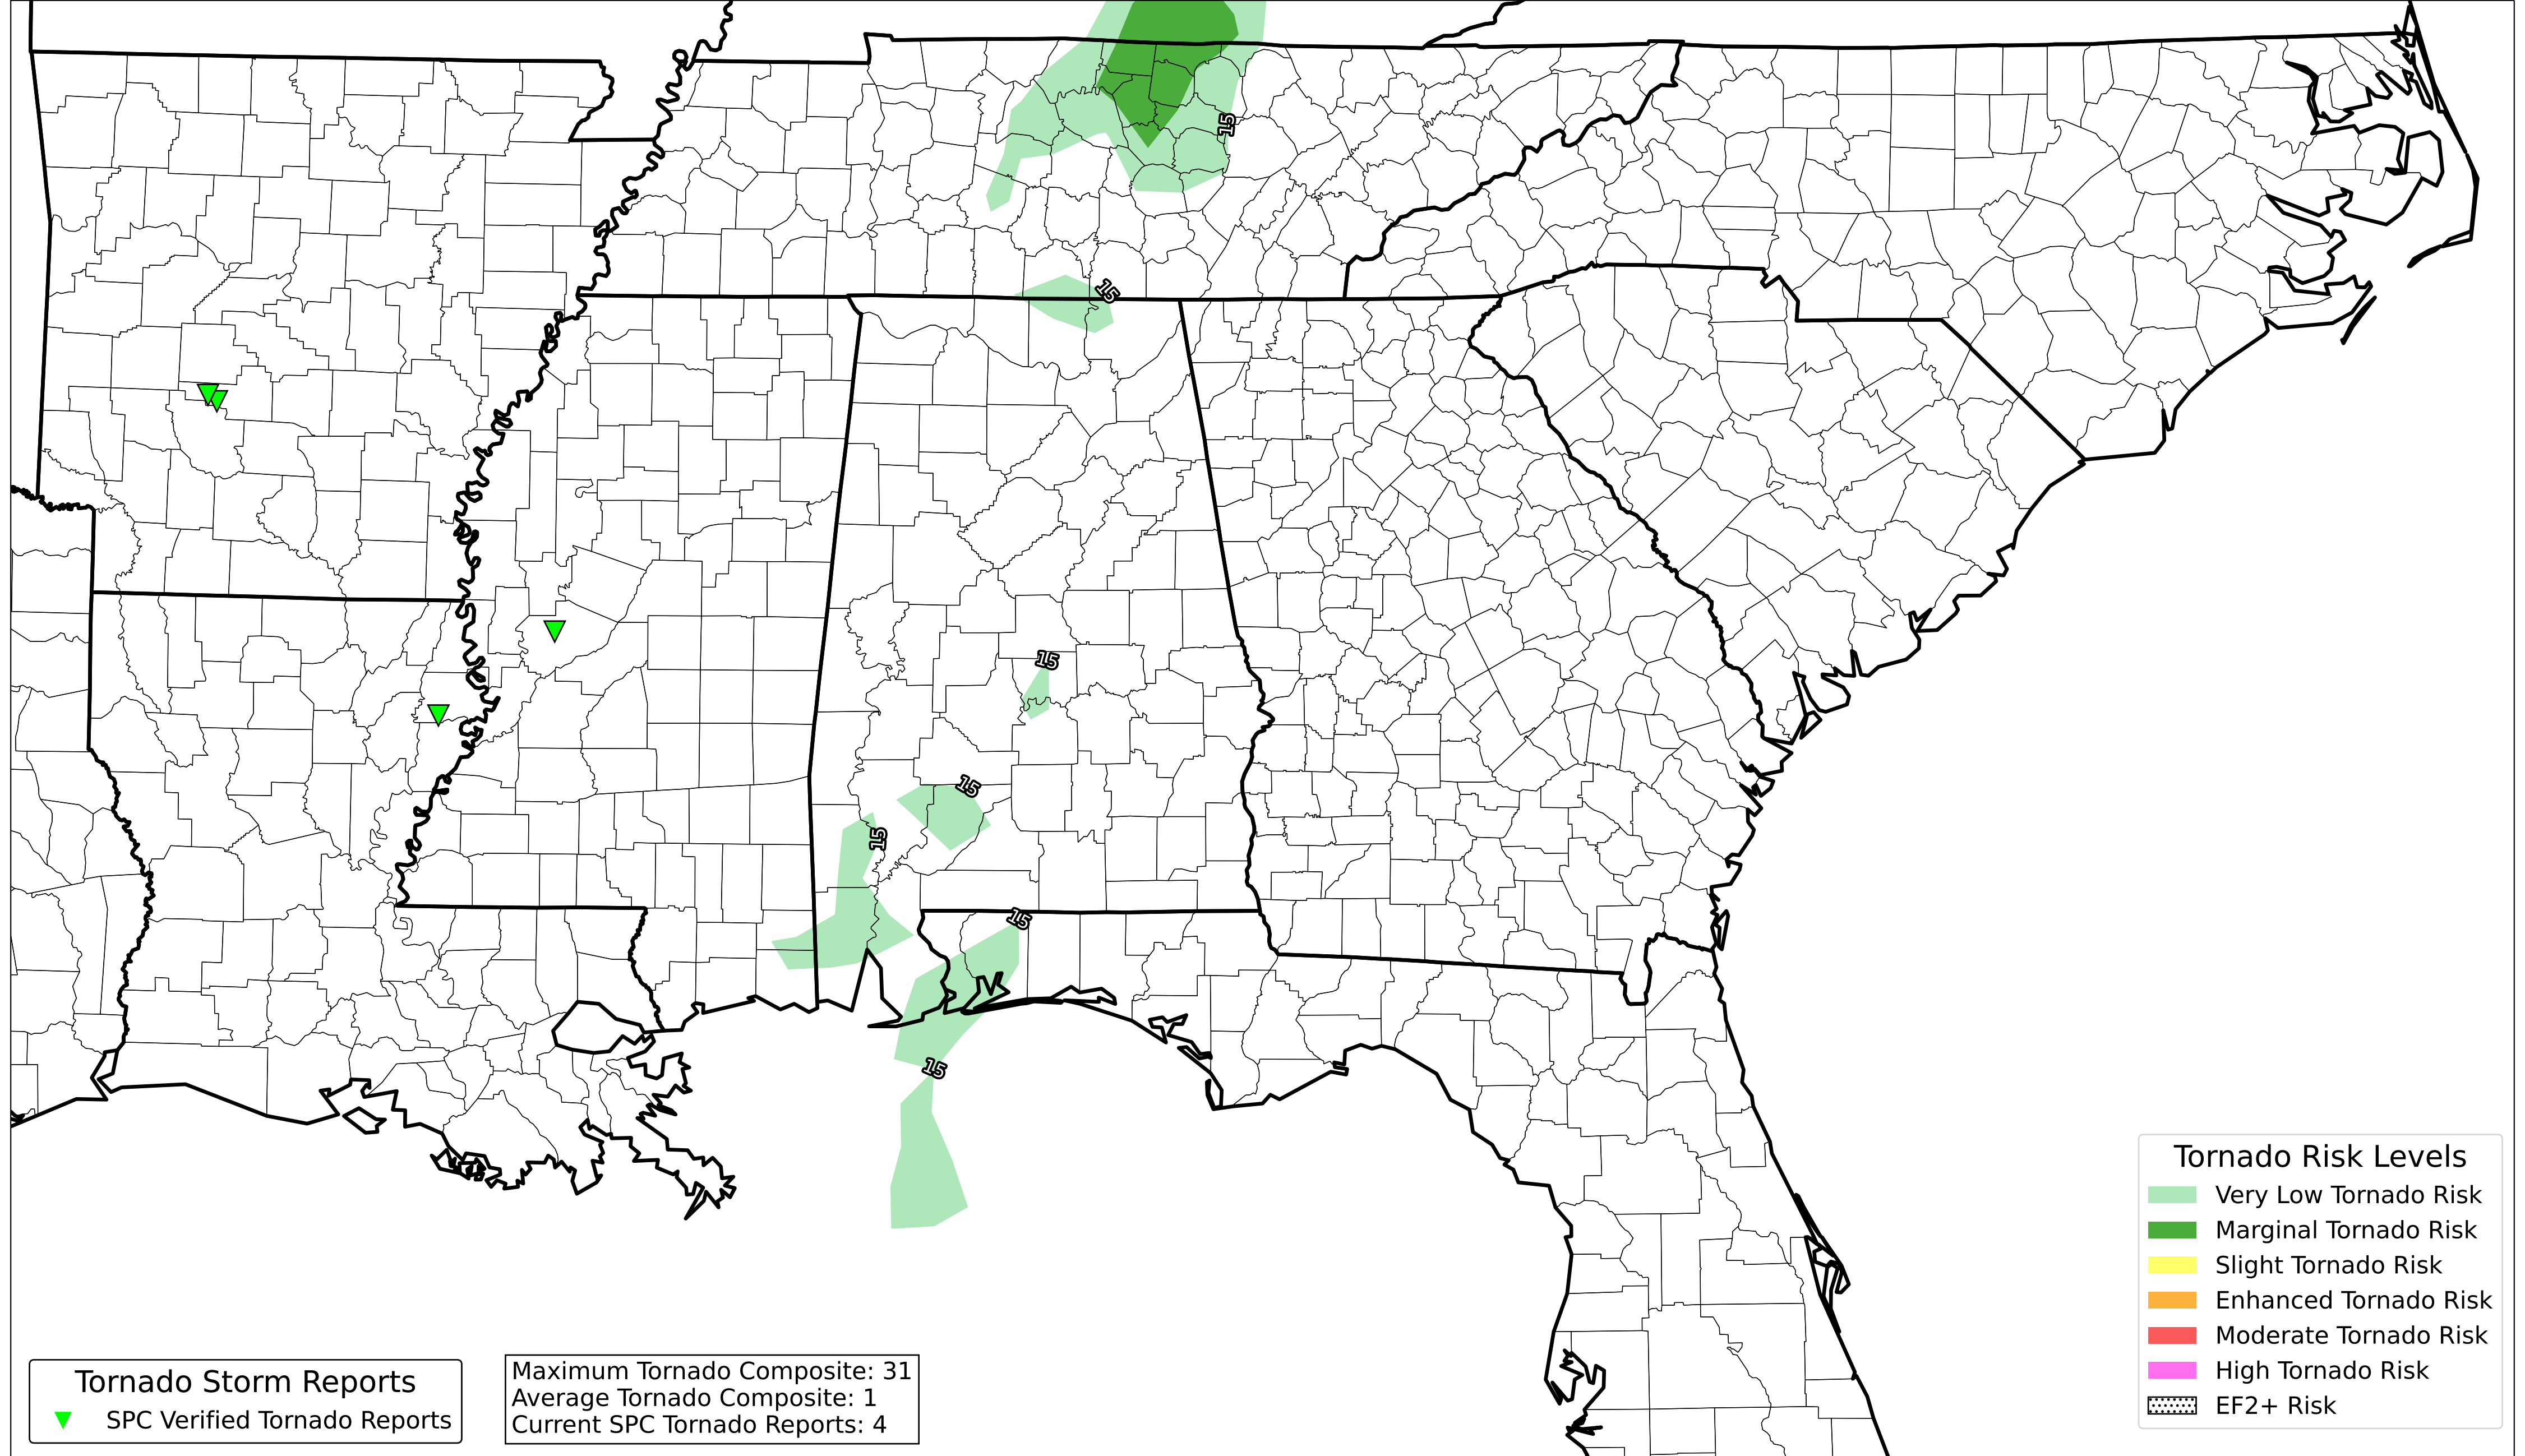 15
15
15
15
15
15
15
Tornado Risk Levels
Very Low Tornado Risk
Marginal Tornado Risk
Slight Tornado Risk
Enhanced Tornado Risk
Moderate Tornado Risk
High Tornado Risk
EF2+ Risk
Tornado Storm Reports
SPC Verified Tornado Reports
Maximum Tornado Composite: 31
Average Tornado Composite: 1
Current SPC Tornado Reports: 4